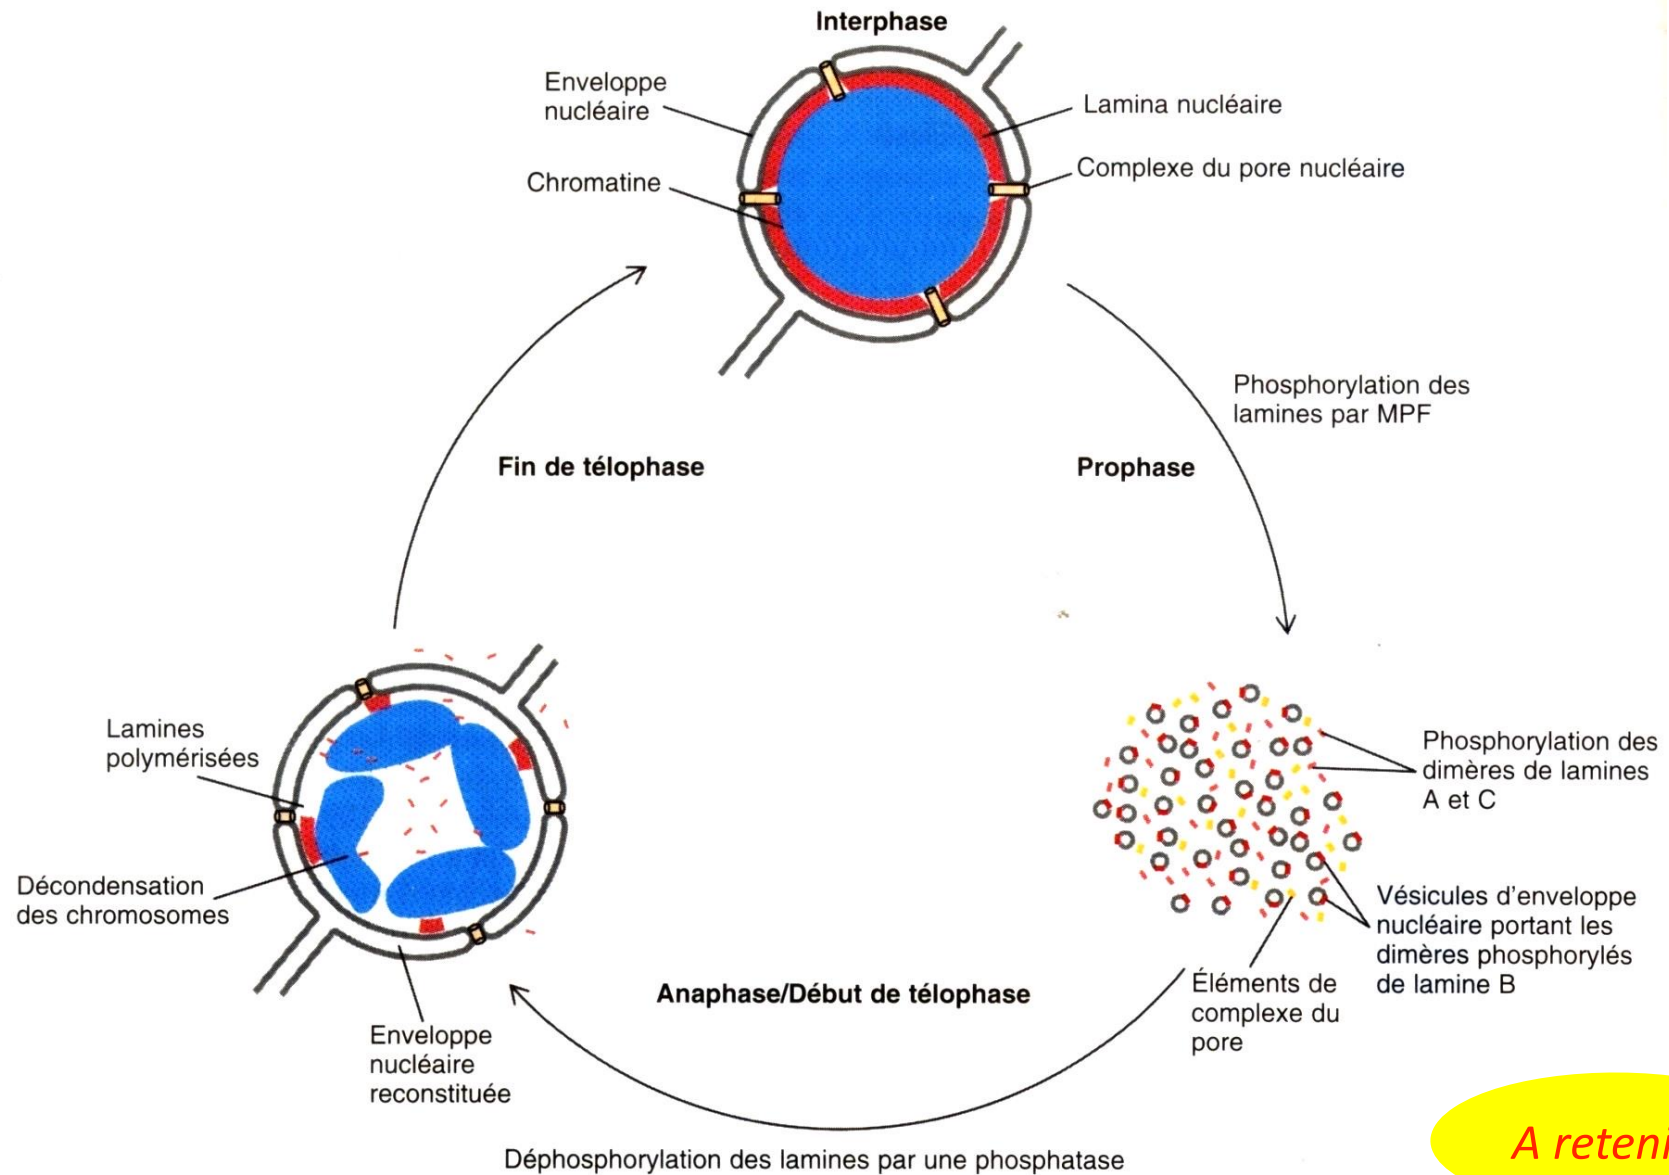 Interphase
Enveloppe
nucléaire
Lamina nucléaire
Complexe du pore nucléaire
Chromatine
Phosphorylation des
lamines par MPF
Fin de télophase
Prophase
Lamines
polymérisées
Phosphorylation des
dimères de lamines
A et C
Décondensation
des chromosomes
Vésicules d'enveloppe
nucléaire portant les
dimères phosphorylés
de lamine B
Éléments de
complexe du
pore
Anaphase/Début de télophase
Enveloppe
nucléaire
reconstituée
A reteni
Déphosphorylation des lamines par une phosphatase